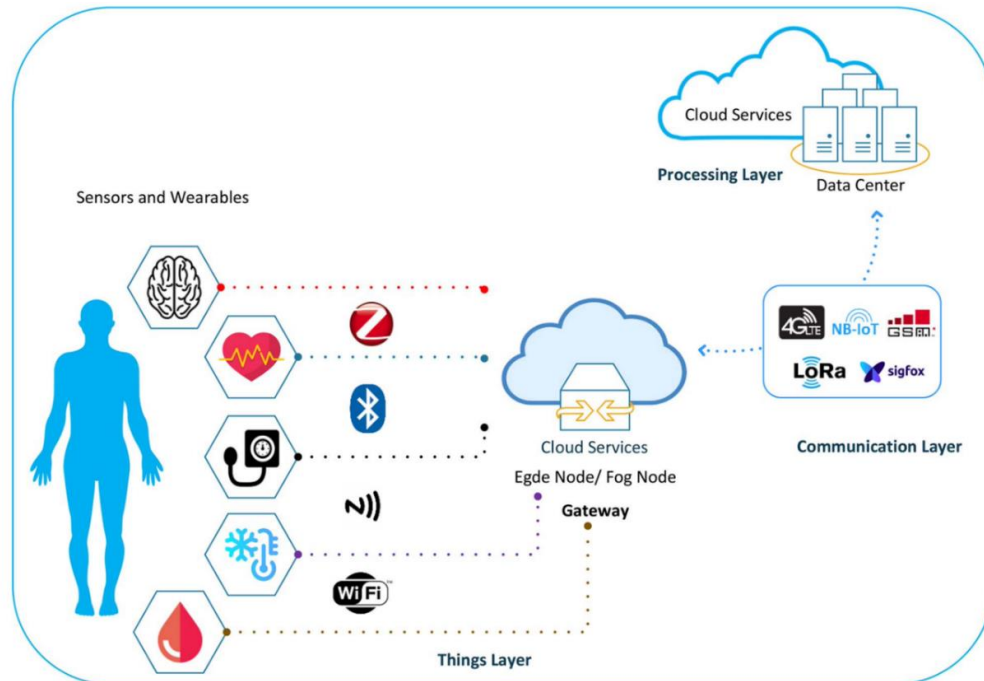 Cloud Services
Processing Layer
Data Center
Sensors and Wearables
4G LTE
NB-IoT
GSM
LoRa
sigfox
Communication Layer
Cloud Services
Egde Node/ Fog Node
Gateway
WiFi
Things Layer